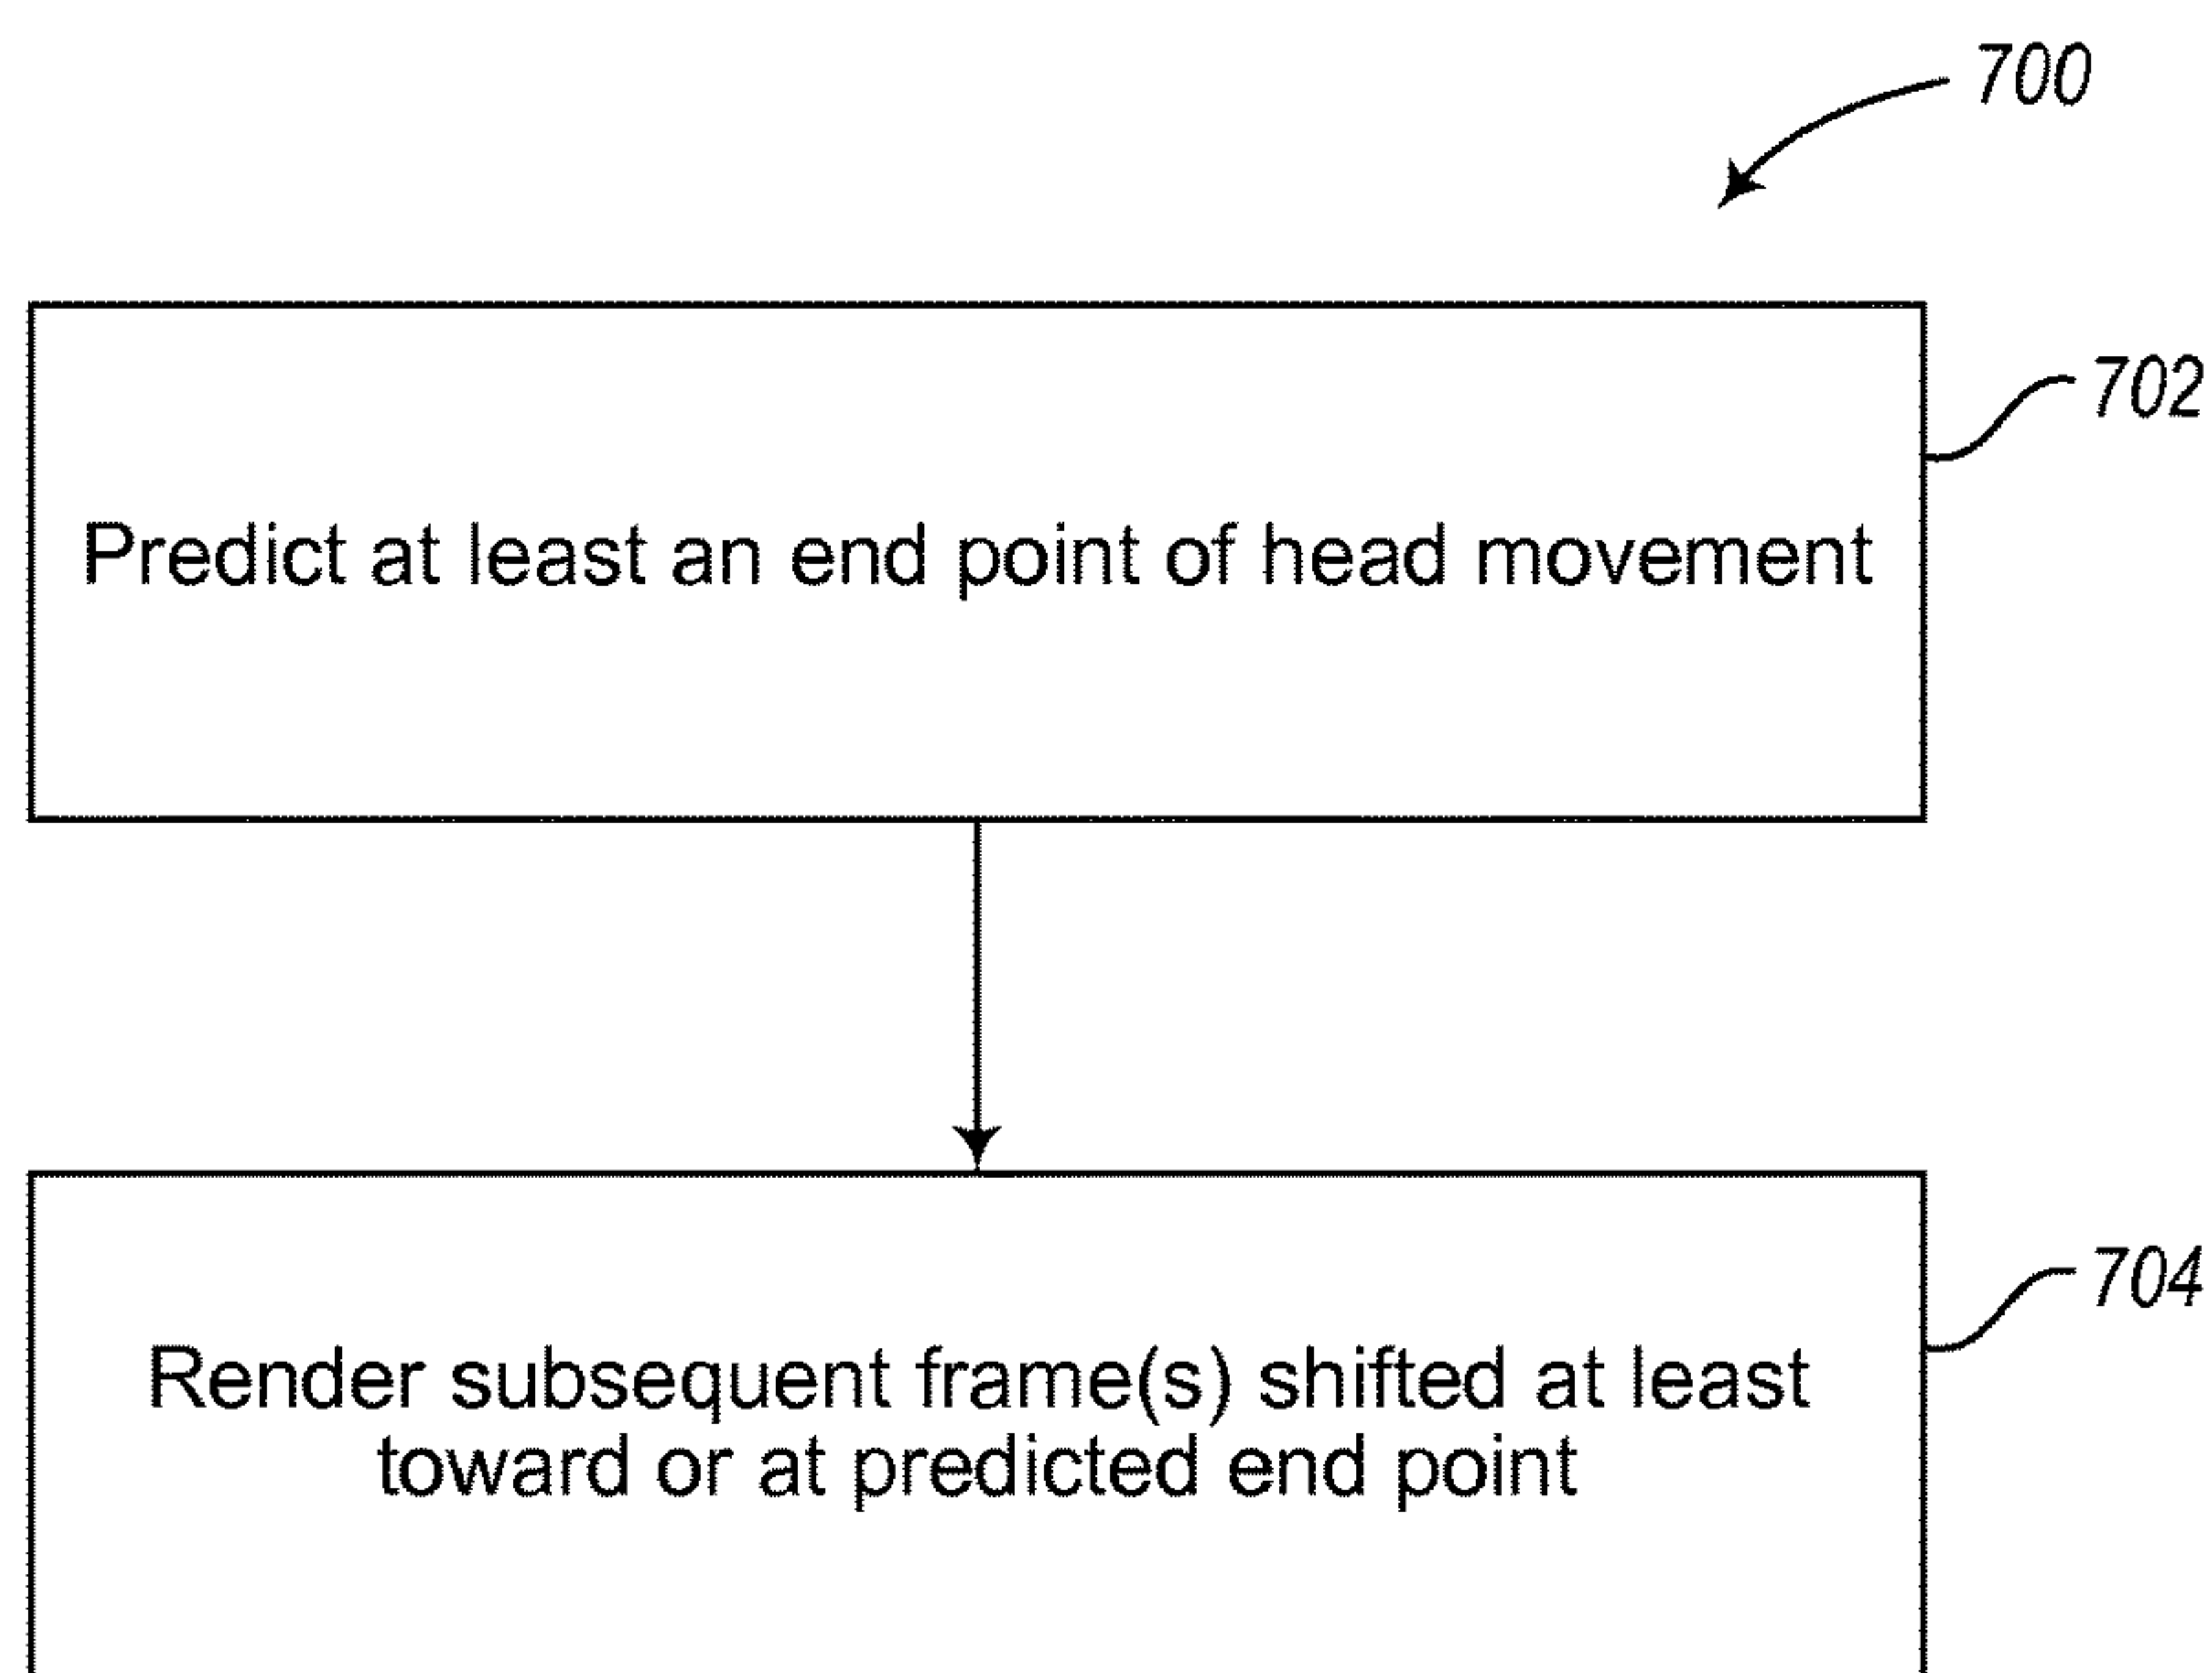 700
702
Predict at least an end point of head movement
704
Render subsequent frame(s) shifted at least
toward or at predicted end point